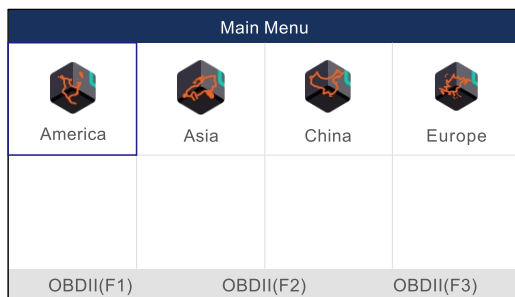 Main Menu
America Asia China Europe
OBDII(F1) OBDII(F2) OBDII(F3)